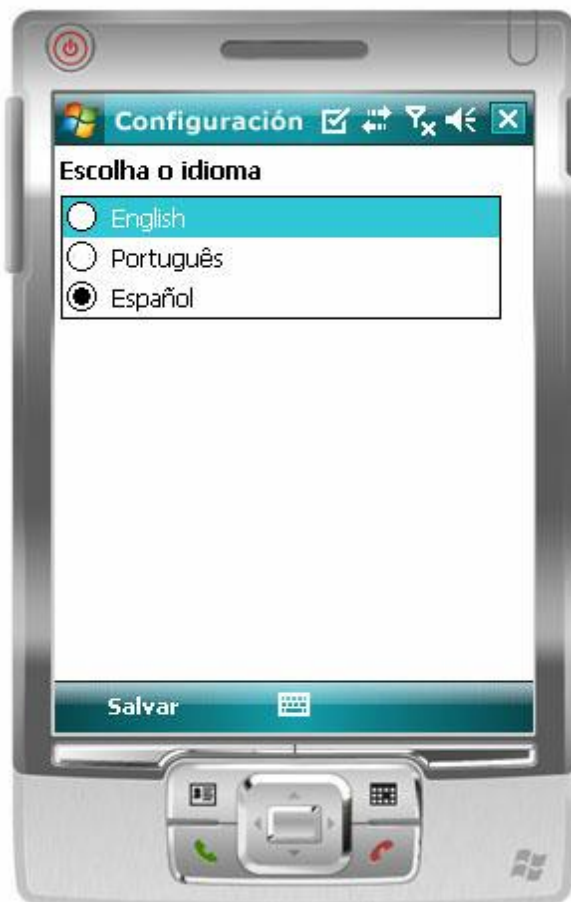 Configuración
Escolha o idioma
English
Português
Español
Salvar